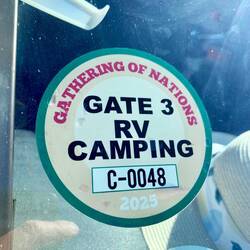 GATHERING OF NATIONS
GATE 3
RV
CAMPING
C-0048
2025